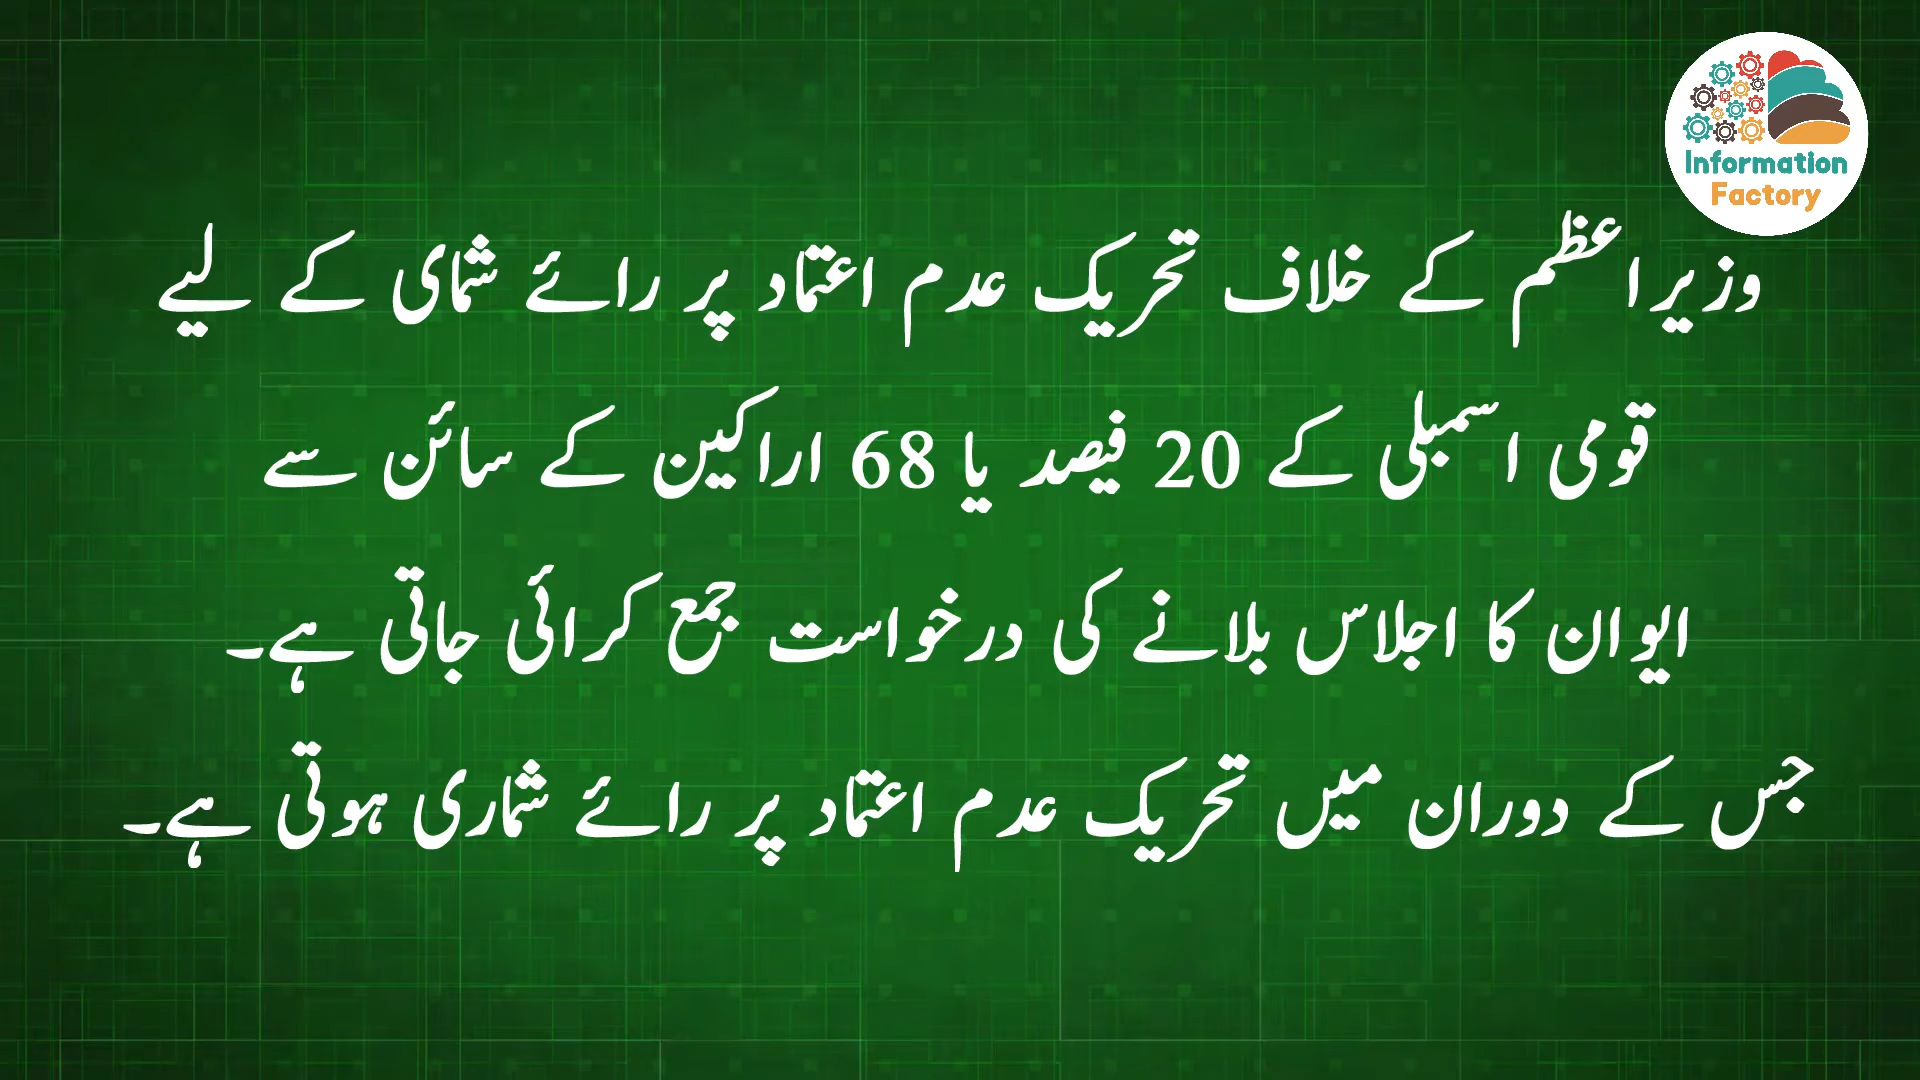 Information
Factory
وزیراعظم کے خلاف تحریک عدم اعتماد پر رائے شمای کے لیے
قومی اسمبلی کے 20 فیصد یا 68 اراکین کے سائن سے
ایوان کا اجلاس بلانے کی درخواست جمع کرائی جاتی ہے۔
جس کے دوران میں تحریک عدم اعتماد پر رائے شماری ہوتی ہے۔